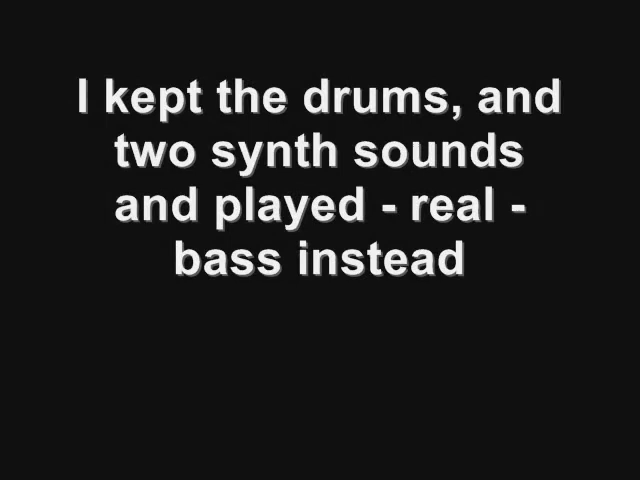 I kept the drums, and
two synth sounds
and played - real -
bass instead